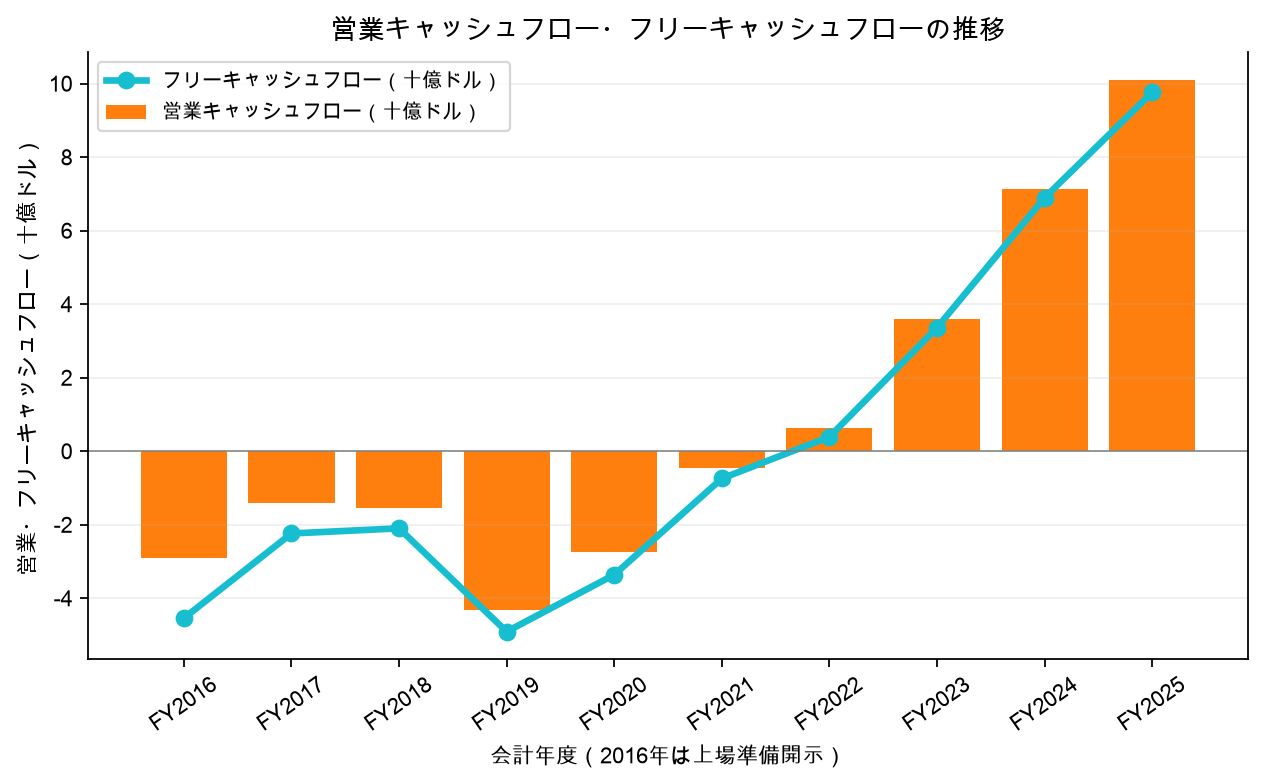 営業キャッシュフロー・フリーキャッシュフローの推移
フリーキャッシュフロー(十億ドル)
営業キャッシュフロー(十億ドル)
営業・フリーキャッシュフロー(十億ドル)
10
8
6
4
2
0
-2
-4
FY2016
FY2017
FY2018
FY2019
FY2020
FY2021
FY2022
FY2023
FY2024
FY2025
会計年度(2016年は上場準備開示)